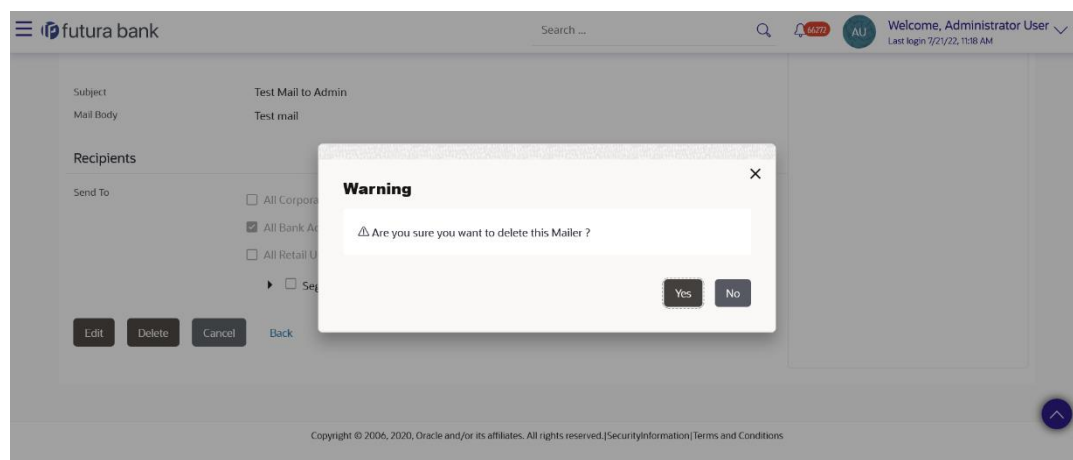 futura bank
Search ...
66272
AU
Welcome, Administrator User
Last login 7/21/22, 11:18 AM
Subject Test Mail to Admin
Mail Body Test mail
Recipients
Send To
All Corpora
All Bank Ac
All Retail U
Seg
Warning
Are you sure you want to delete this Mailer ?
Yes No
Edit Delete Cancel Back
Copyright © 2006, 2020, Oracle and/or its affiliates. All rights reserved.|SecurityInformation|Terms and Conditions